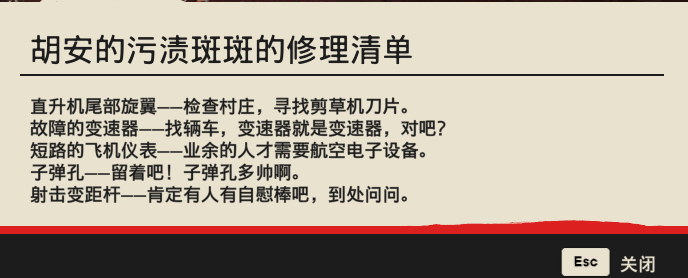 胡安的污渍斑斑的修理清单
直升机尾部旋翼——检查村庄，寻找剪草机刀片。
故障的变速器——找辆车，变速器就是变速器，对吧？
短路的飞机仪表——业余的人才需要航空电子设备。
子弹孔——留着吧！子弹孔多帅啊。
射击变距杆——肯定有人有自慰棒吧，到处问问。
Esc 关闭